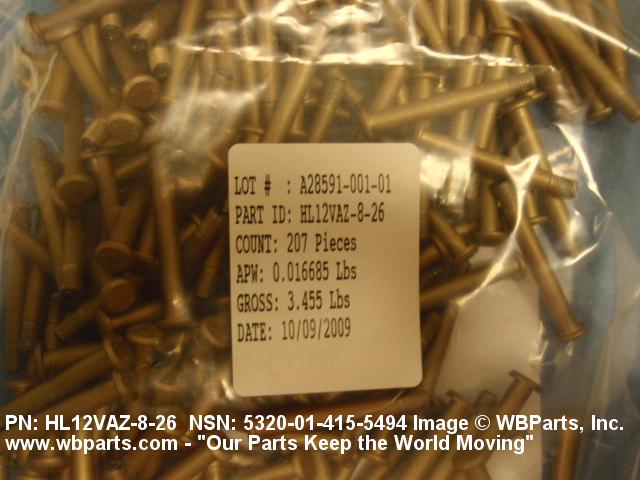 LOT # : A28591-001-01
PART ID: HL12VAZ-8-26
COUNT: 207 Pieces
APW: 0.016685 Lbs
GROSS: 3.455 Lbs
DATE: 10/09/2009
PN: HL12VAZ-8-26 NSN: 5320-01-415-5494 Image © WBParts, Inc.
www.wbparts.com - "Our Parts Keep the World Moving"